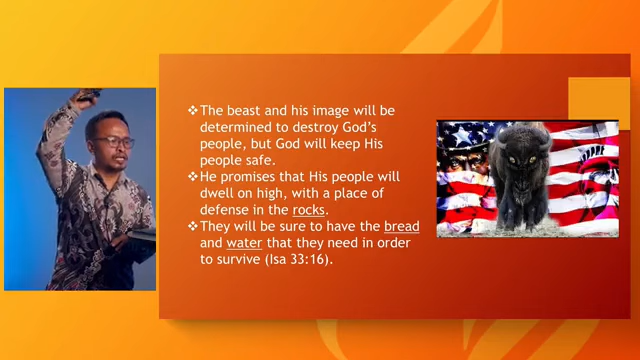 ❖The beast and his image will be
determined to destroy God's
people, but God will keep His
people safe.
❖He promises that His people will
dwell on high, with a place of
defense in the rocks.
❖They will be sure to have the bread
and water that they need in order
to survive (Isa 33:16).